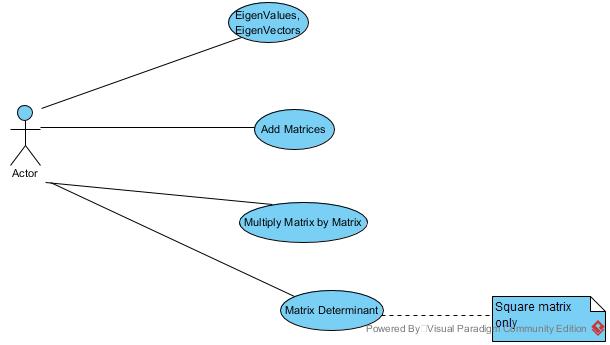 EigenValues,
EigenVectors
Add Matrices
Actor
Multiply Matrix by Matrix
Matrix Determinant
Square matrix
only
Powered By Visual Paradigm Community Edition